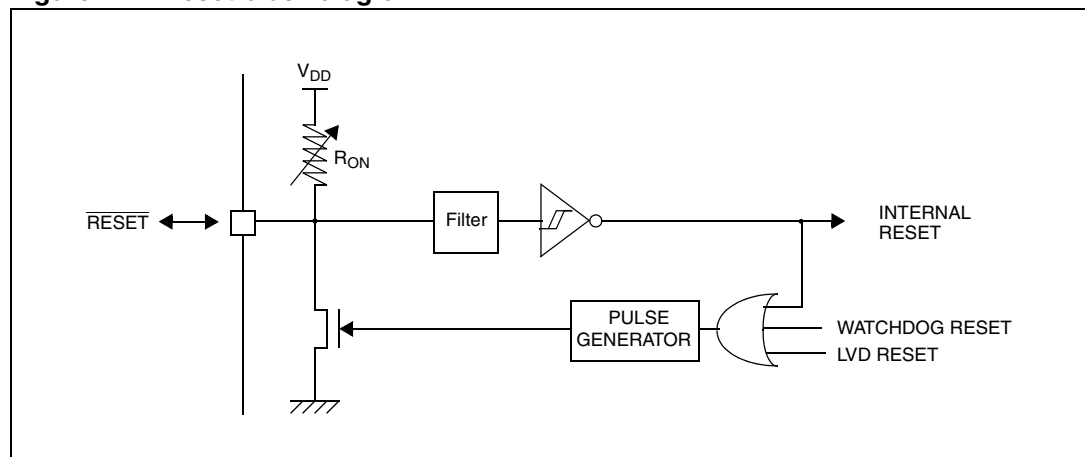 V_DD
R_ON
RESET
Filter
INTERNAL
RESET
PULSE
GENERATOR
WATCHDOG RESET
LVD RESET